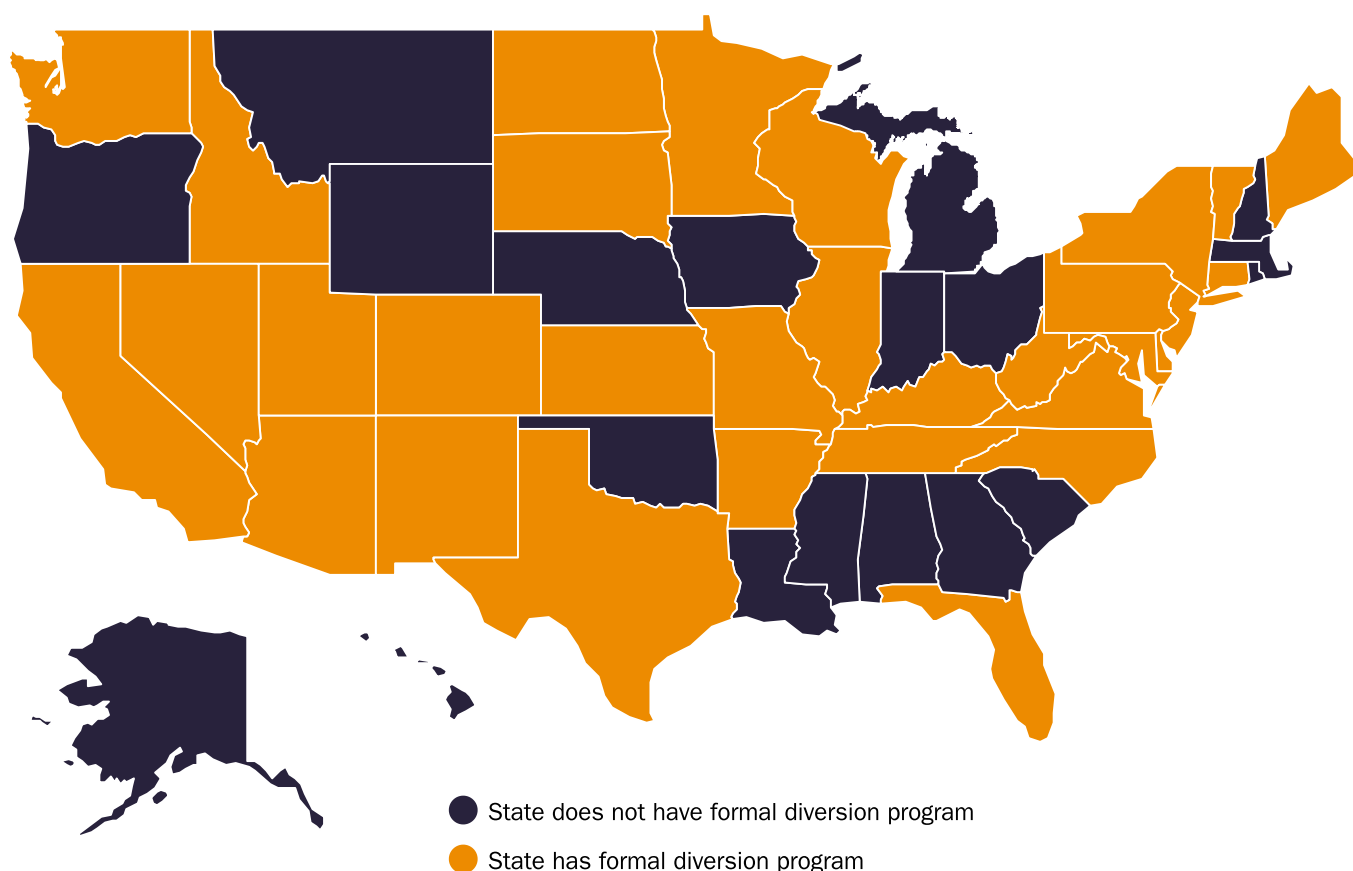 State does not have formal diversion program
State has formal diversion program